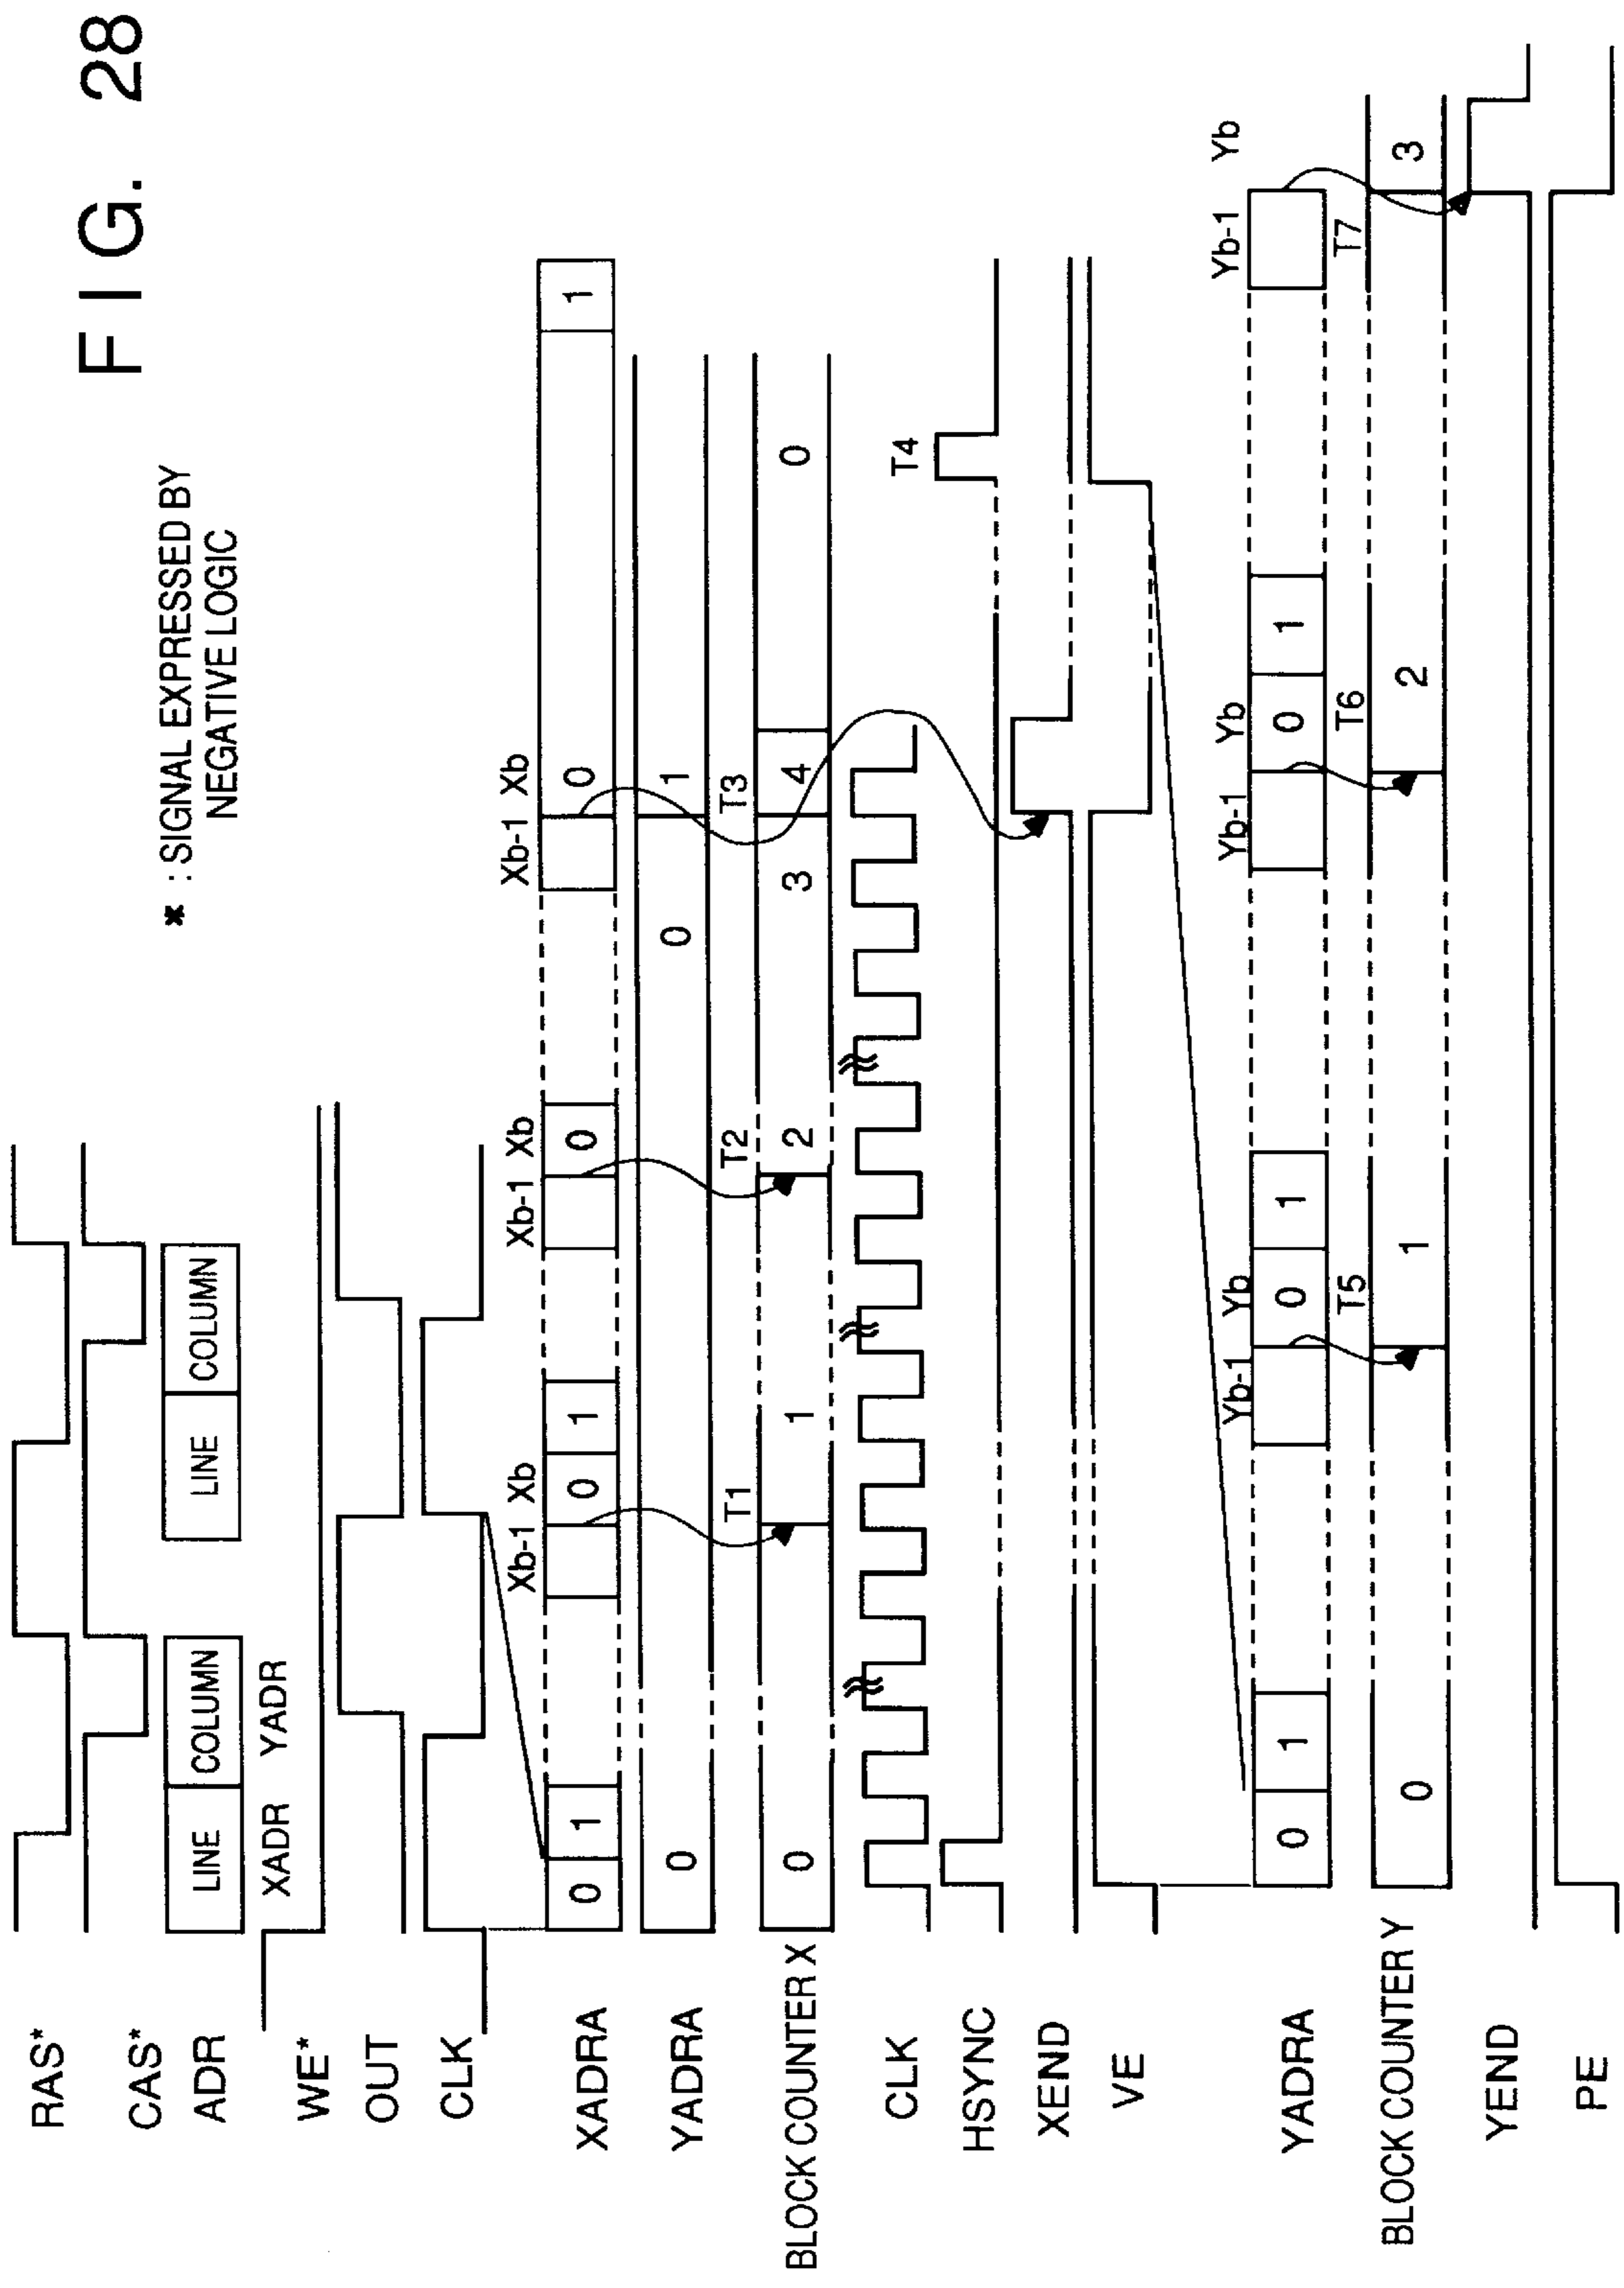 FIG. 28
* : SIGNAL EXPRESSED BY
NEGATIVE LOGIC
RAS*
CAS*
ADR LINE COLUMN LINE COLUMN
XADR YADR
WE*
OUT
CLK
Xb-1 Xb Xb-1 Xb Xb-1 Xb
XADRA 0 1 0 1 0 0 1
YADRA 0 0 1
T1 T2 T3
BLOCK COUNTER X 0 1 2 3 4 0
CLK
T4
HSYNC
XEND
VE
Yb-1 Yb Yb-1 Yb Yb-1 Yb
YADRA 0 1 0 1 0 1
T5 T6 T7
BLOCK COUNTER Y 0 1 2 3
YEND
PE